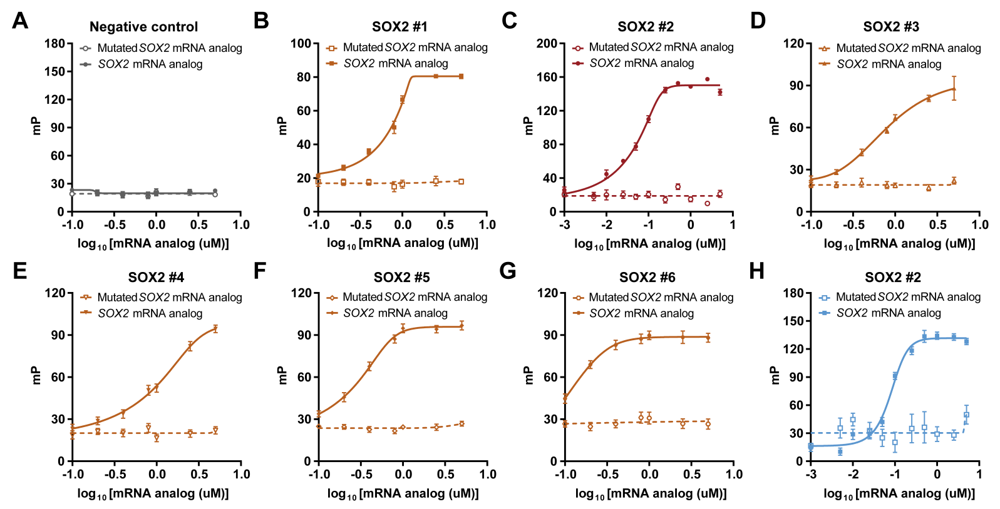 A
Negative control
Mutated SOX2 mRNA analog
SOX2 mRNA analog
180
150
120
90
60
30
0
mP
-1.0 -0.5 0.0 0.5 1.0
log10 [mRNA analog (uM)]
B
SOX2 #1
Mutated SOX2 mRNA analog
SOX2 mRNA analog
100
80
60
40
20
0
mP
-1.0 -0.5 0.0 0.5 1.0
log10 [mRNA analog (uM)]
C
SOX2 #2
Mutated SOX2 mRNA analog
SOX2 mRNA analog
200
160
120
80
40
0
mP
-3 -2 -1 0 1
log10 [mRNA analog (uM)]
D
SOX2 #3
Mutated SOX2 mRNA analog
SOX2 mRNA analog
120
90
60
30
0
mP
-1.0 -0.5 0.0 0.5 1.0
log10 [mRNA analog (uM)]
E
SOX2 #4
Mutated SOX2 mRNA analog
SOX2 mRNA analog
120
90
60
30
0
mP
-1.0 -0.5 0.0 0.5 1.0
log10 [mRNA analog (uM)]
F
SOX2 #5
Mutated SOX2 mRNA analog
SOX2 mRNA analog
120
90
60
30
0
mP
-1.0 -0.5 0.0 0.5 1.0
log10 [mRNA analog (uM)]
G
SOX2 #6
Mutated SOX2 mRNA analog
SOX2 mRNA analog
120
90
60
30
0
mP
-1.0 -0.5 0.0 0.5 1.0
log10 [mRNA analog (uM)]
H
SOX2 #2
Mutated SOX2 mRNA analog
SOX2 mRNA analog
180
150
120
90
60
30
0
mP
-3 -2 -1 0 1
log10 [mRNA analog (uM)]